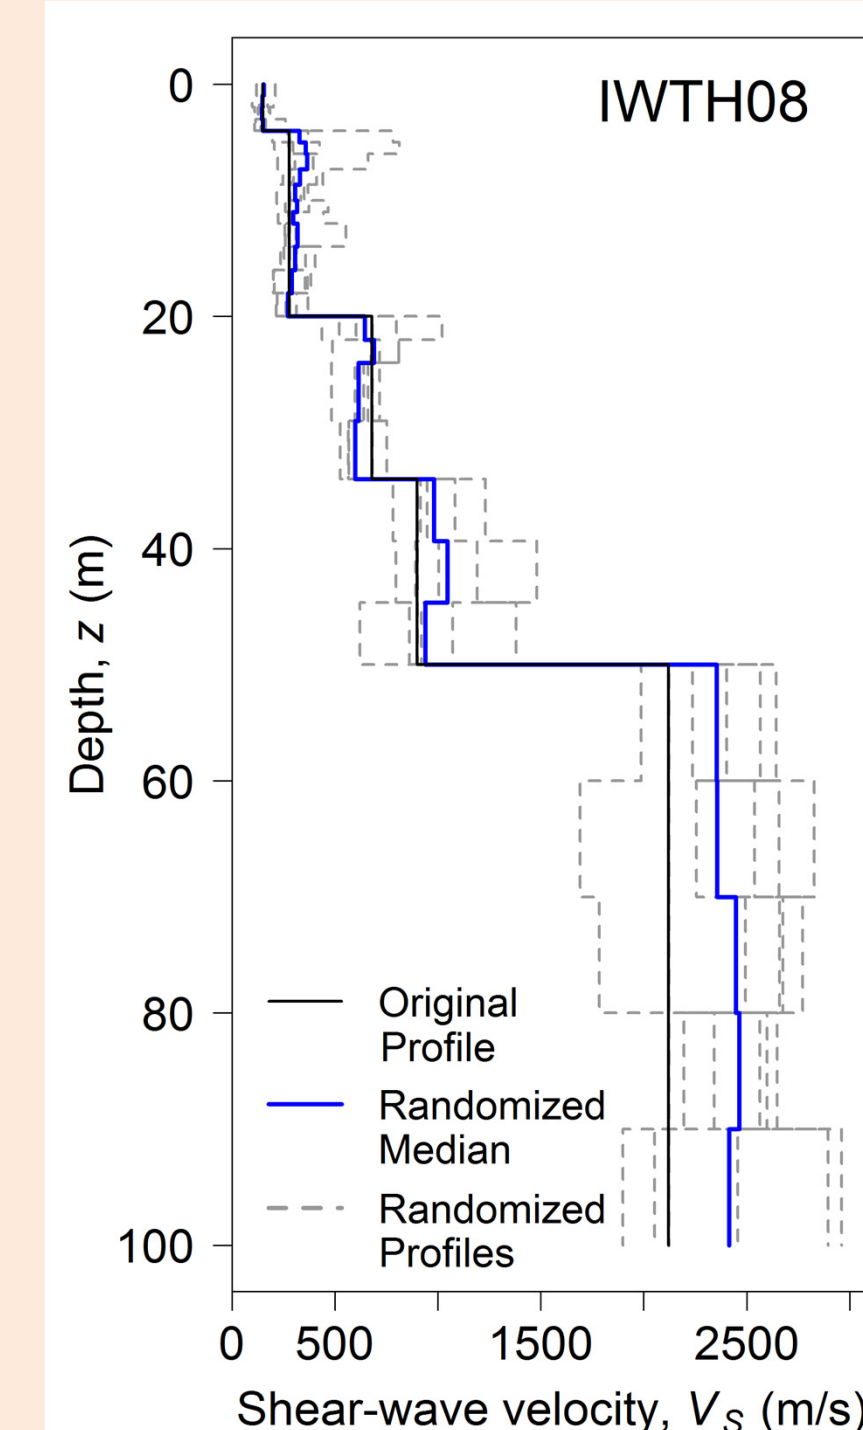 IWTH08
0
20
40
60
80
100
Depth, z (m)
Original
Profile
Randomized
Median
Randomized
Profiles
0 500 1500 2500
Shear-wave velocity, V_S (m/s)